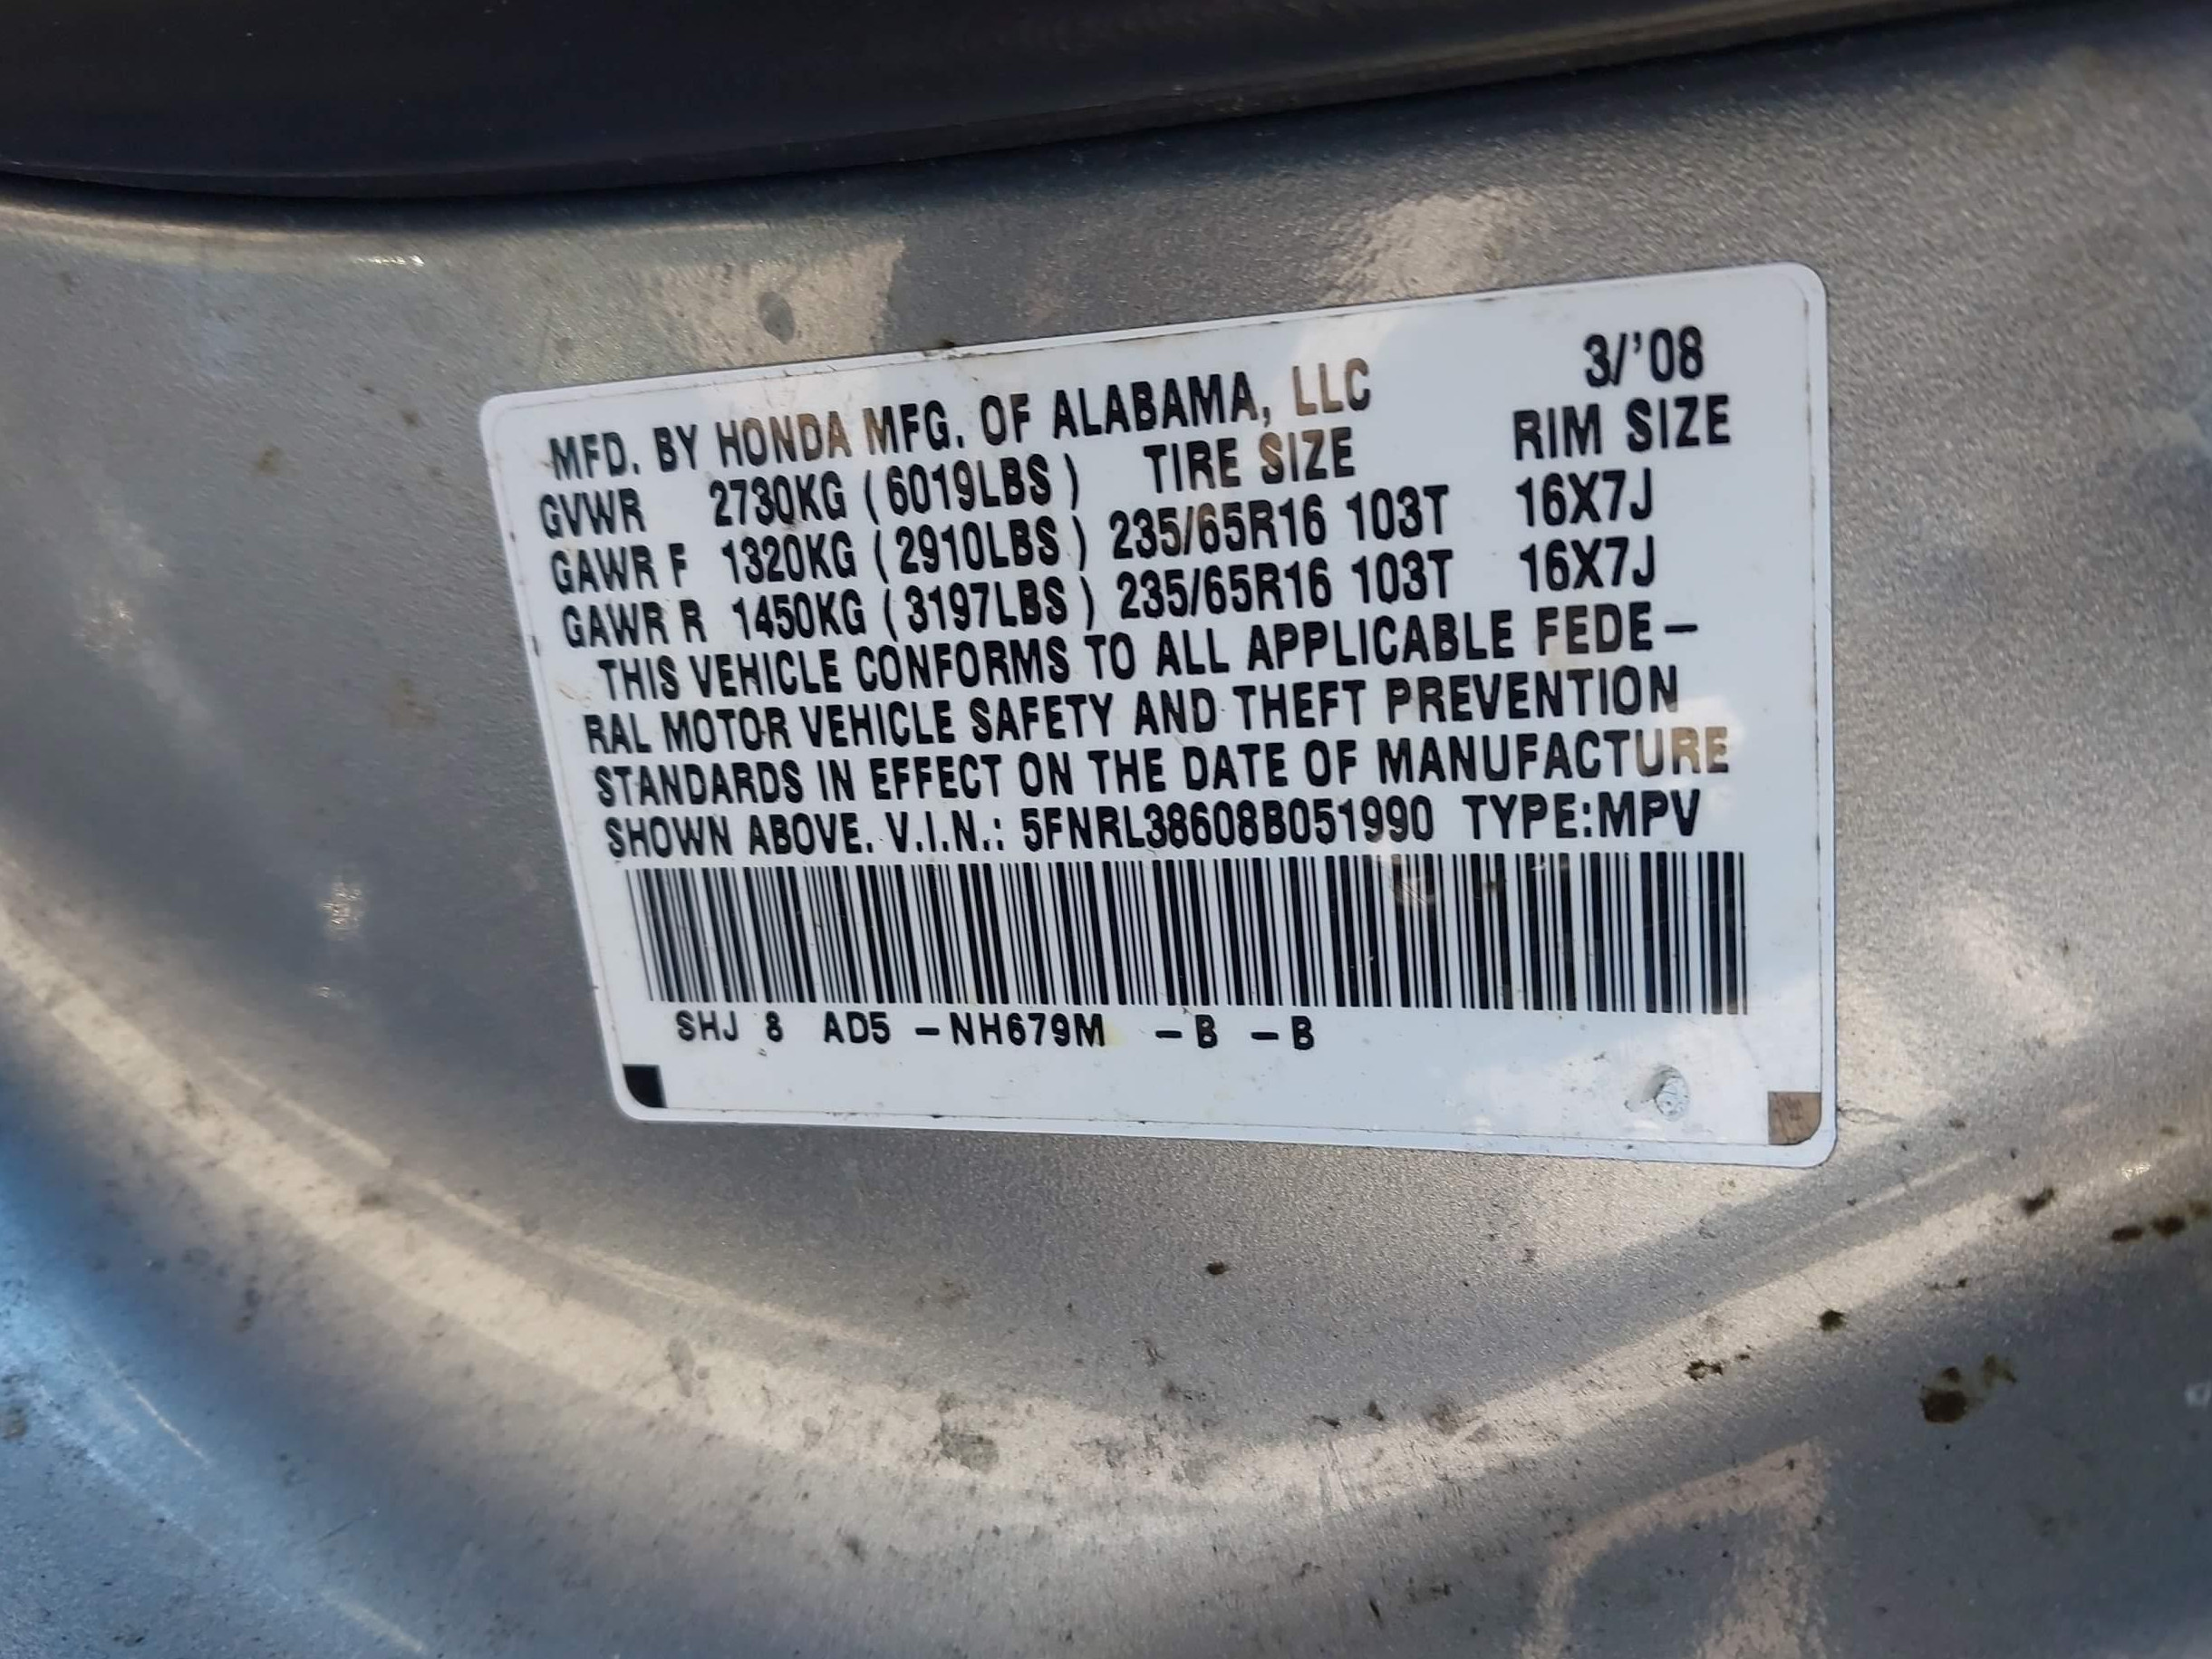 3/'08
MFD. BY HONDA MFG. OF ALABAMA, LLC
GVWR 2730KG (6019LBS) TIRE SIZE RIM SIZE
GAWR F 1320KG (2910LBS) 235/65R16 103T 16X7J
GAWR R 1450KG (3197LBS) 235/65R16 103T 16X7J
THIS VEHICLE CONFORMS TO ALL APPLICABLE FEDE-
RAL MOTOR VEHICLE SAFETY AND THEFT PREVENTION
STANDARDS IN EFFECT ON THE DATE OF MANUFACTURE
SHOWN ABOVE. V.I.N.: 5FNRL38608B051990 TYPE:MPV
SHJ 8 AD5 -NH679M -B -B